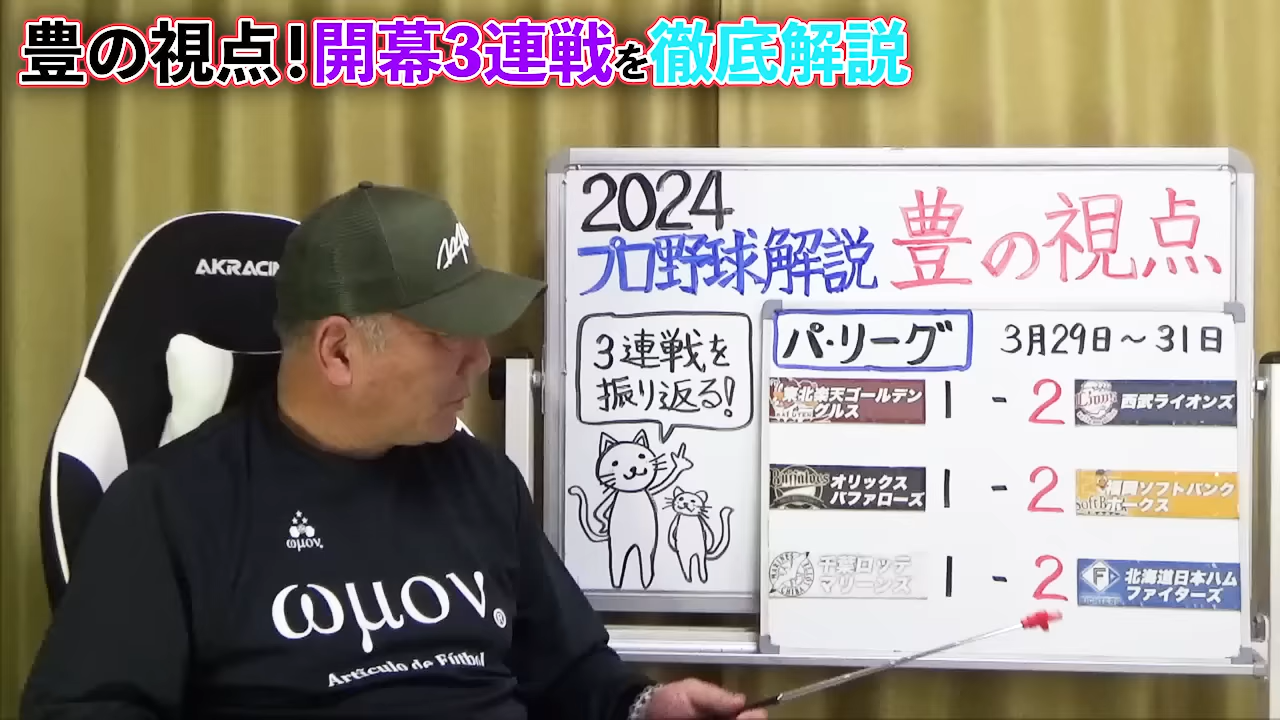 豊の視点!開幕3連戦を徹底解説
2024
プロ野球解説
豊の視点
3連戦を
振り返る!
パ・リーグ
3月29日～31日
東北楽天ゴールデン
イーグルス
1 - 2
Lions
西武ライオンズ
Buffaloes
オリックス
バファローズ
1 - 2
福岡ソフトバンク
ホークス
千葉ロッテ
マリーンズ
1 - 2
F
北海道日本ハム
ファイターズ
AKRACIN
ωμον
ωμον®
Artículo de Fútbol